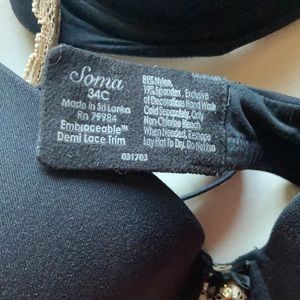 Soma
34C
Made in Sri Lanka
Rn 79984
Embraceable™
Demi Lace Trim
81% Nylon,
19% Spandex, Exclusive
of Decorations Hand Wash
Cold Separately, Only
Non-Chlorine Bleach
When Needed, Reshape
Lay Flat To Dry, Do Not
031703